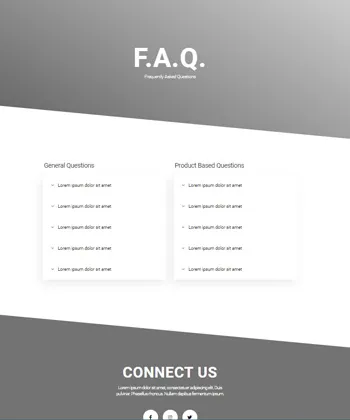 F.A.Q.
Frequently Asked Questions
General Questions
Lorem ipsum dolor sit amet
Lorem ipsum dolor sit amet
Lorem ipsum dolor sit amet
Lorem ipsum dolor sit amet
Lorem ipsum dolor sit amet
Product Based Questions
Lorem ipsum dolor sit amet
Lorem ipsum dolor sit amet
Lorem ipsum dolor sit amet
Lorem ipsum dolor sit amet
Lorem ipsum dolor sit amet
CONNECT US
Lorem ipsum dolor sit amet, consectetuer adipiscing elit. Duis
pulvinar. Phasellus rhoncus. Nullam dapibus fermentum ipsum.